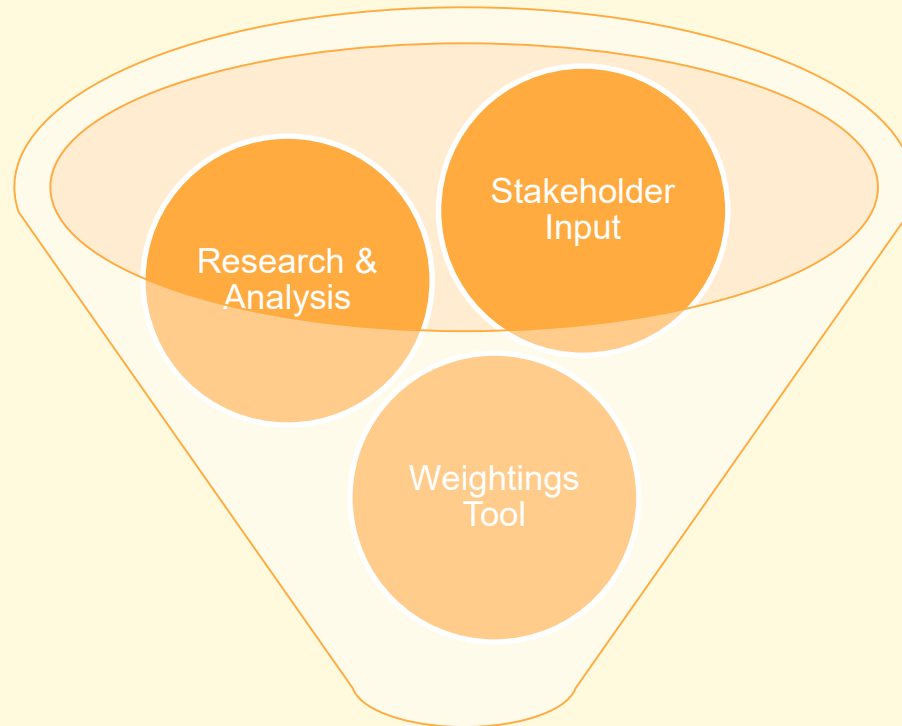 Stakeholder
Input
Research &
Analysis
Weightings
Tool